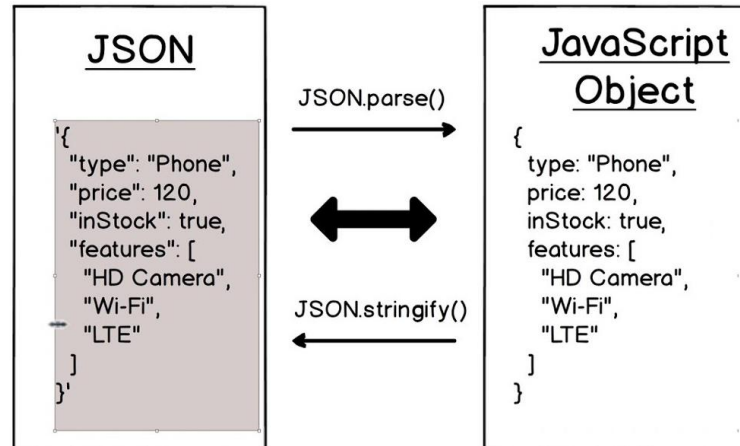 JSON
'{
"type": "Phone",
"price": 120,
"inStock": true,
"features": [
"HD Camera",
"Wi-Fi",
"LTE"
]
}'
JSON.parse()
JSON.stringify()
JavaScript
Object
{
type: "Phone",
price: 120,
inStock: true,
features: [
"HD Camera",
"Wi-Fi",
"LTE"
]
}